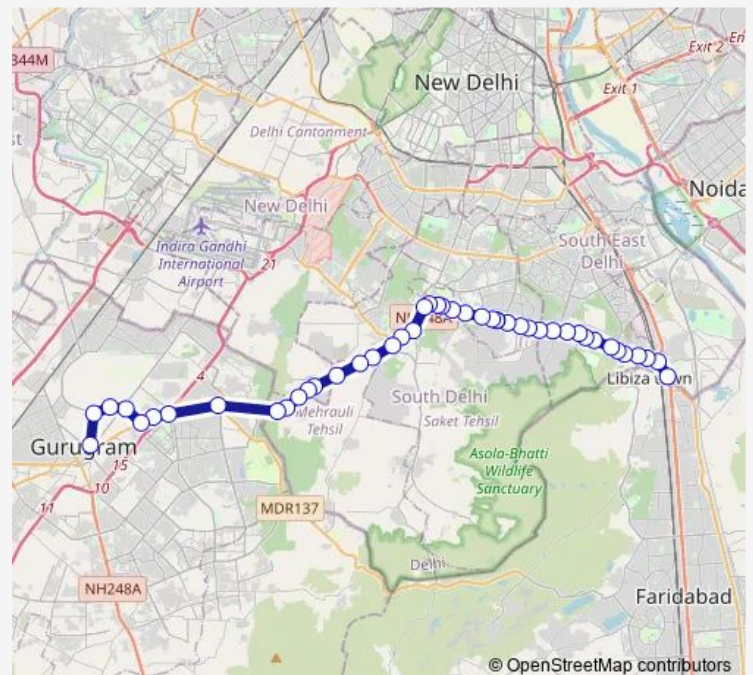 344M
New Delhi
Exit 2
Exit 1
Delhi Cantonment
Noida
New Delhi
South East
Delhi
Indira Gandhi
International
Airport
21
4
Libiza town
South Delhi
Mehrauli
Tehsil
Saket Tehsil
Gurugram
15
10
11
Asola-Bhatti
Wildlife
Sanctuary
MDR137
Delhi
NH248A
Faridabad
© OpenStreetMap contributors